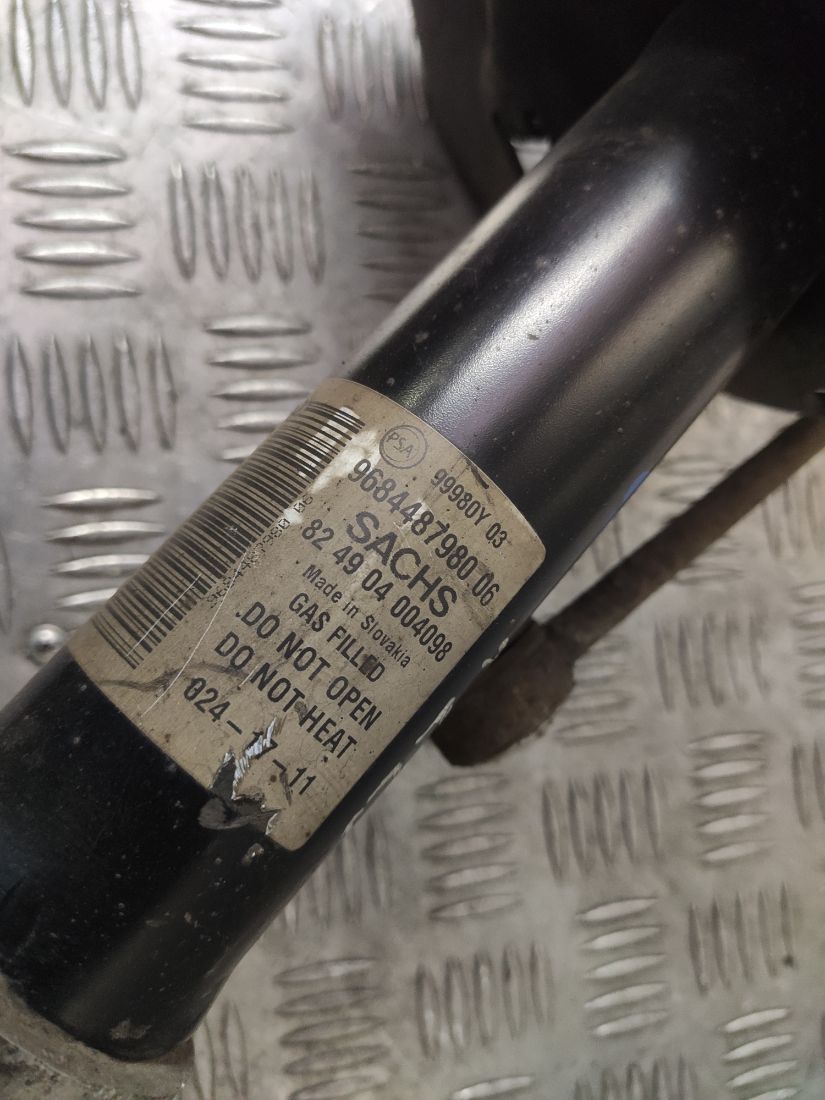 PSA 99980Y 03
9684487980 06
SACHS
82 49 04 004098
Made in Slovakia
GAS FILLED
DO NOT OPEN
DO NOT HEAT